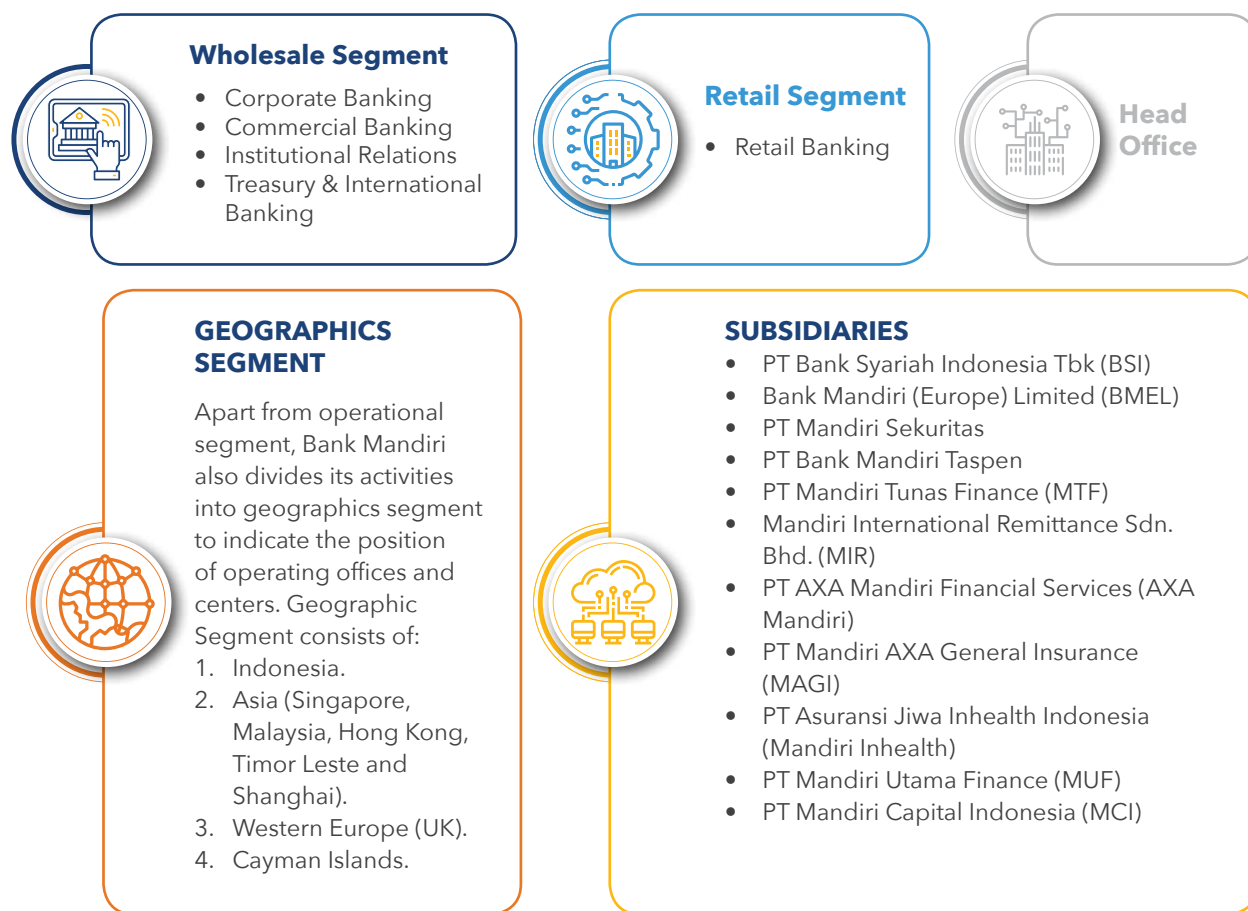 Wholesale Segment
• Corporate Banking
• Commercial Banking
• Institutional Relations
• Treasury & International
Banking
Retail Segment
• Retail Banking
Head
Office
GEOGRAPHICS
SEGMENT
Apart from operational
segment, Bank Mandiri
also divides its activities
into geographics segment
to indicate the position
of operating offices and
centers. Geographic
Segment consists of:
1. Indonesia.
2. Asia (Singapore,
Malaysia, Hong Kong,
Timor Leste and
Shanghai).
3. Western Europe (UK).
4. Cayman Islands.
SUBSIDIARIES
• PT Bank Syariah Indonesia Tbk (BSI)
• Bank Mandiri (Europe) Limited (BMEL)
• PT Mandiri Sekuritas
• PT Bank Mandiri Taspen
• PT Mandiri Tunas Finance (MTF)
• Mandiri International Remittance Sdn.
Bhd. (MIR)
• PT AXA Mandiri Financial Services (AXA
Mandiri)
• PT Mandiri AXA General Insurance
(MAGI)
• PT Asuransi Jiwa Inhealth Indonesia
(Mandiri Inhealth)
• PT Mandiri Utama Finance (MUF)
• PT Mandiri Capital Indonesia (MCI)